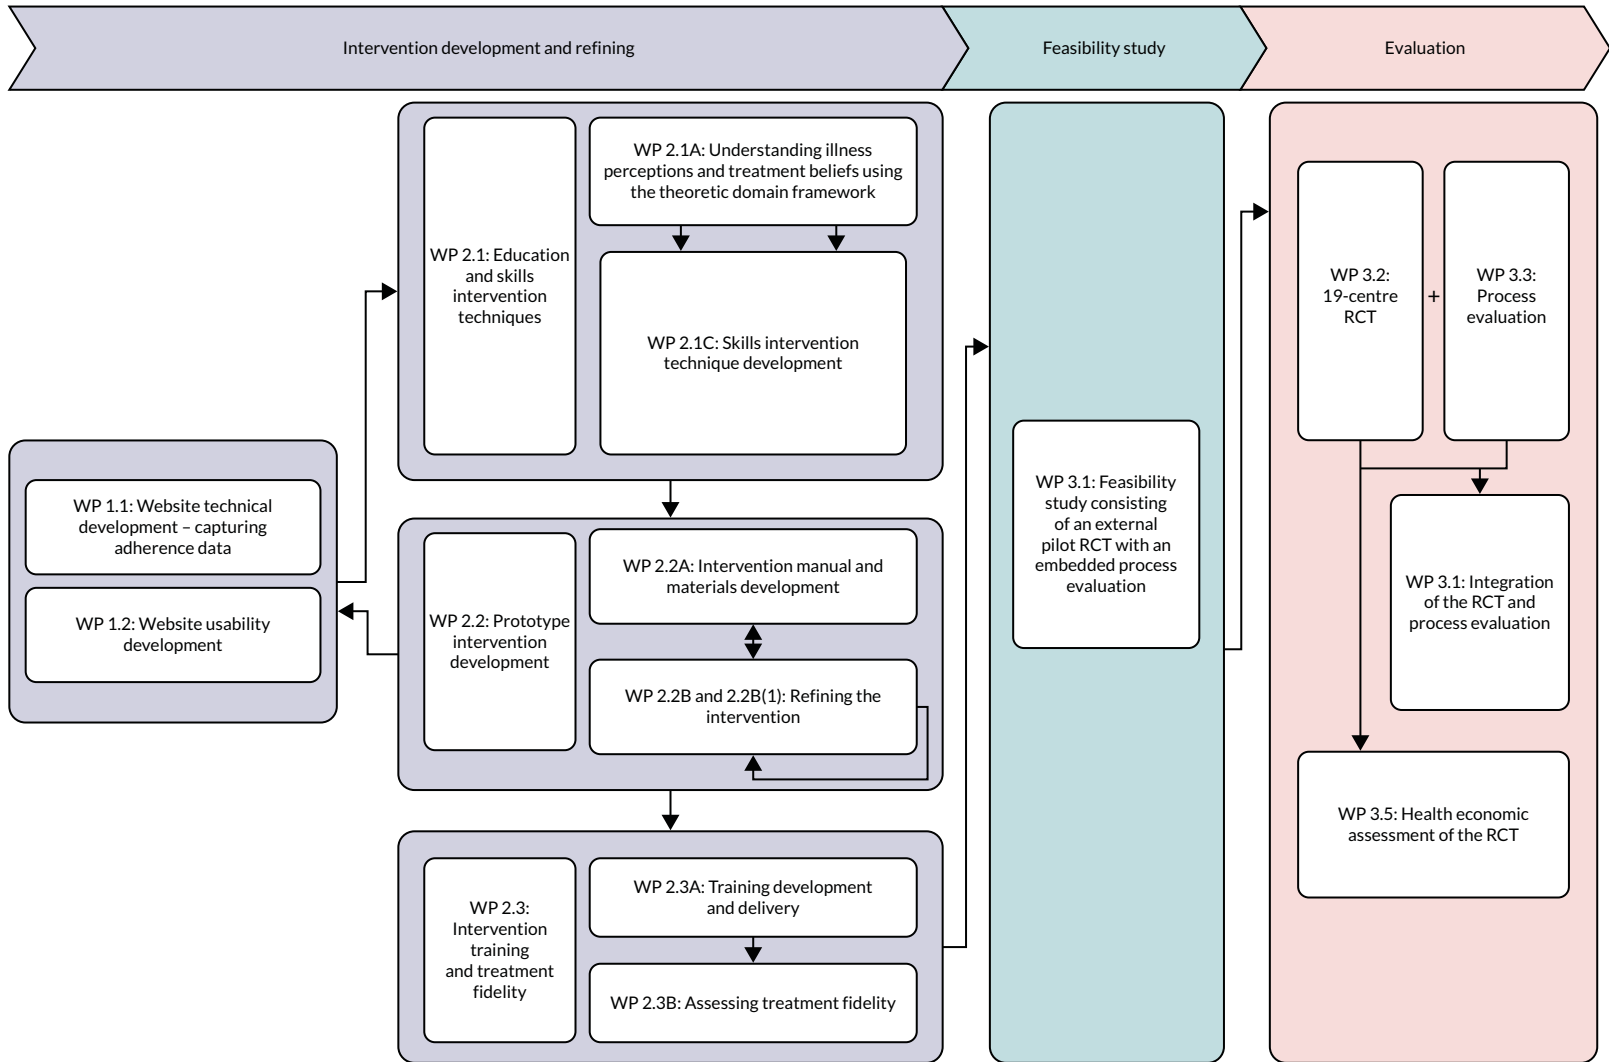 Intervention development and refining
Feasibility study
Evaluation
WP 1.1: Website technical
development – capturing
adherence data
WP 1.2: Website usability
development
WP 2.1: Education
and skills
intervention
techniques
WP 2.1A: Understanding illness
perceptions and treatment beliefs using
the theoretic domain framework
WP 2.1C: Skills intervention
technique development
WP 2.2: Prototype
intervention
development
WP 2.2A: Intervention manual and
materials development
WP 2.2B and 2.2B(1): Refining the
intervention
WP 2.3:
Intervention
training
and treatment
fidelity
WP 2.3A: Training development
and delivery
WP 2.3B: Assessing treatment fidelity
WP 3.1: Feasibility
study consisting
of an external
pilot RCT with an
embedded process
evaluation
WP 3.2:
19-centre
RCT
+
WP 3.3:
Process
evaluation
WP 3.1: Integration
of the RCT and
process evaluation
WP 3.5: Health economic
assessment of the RCT